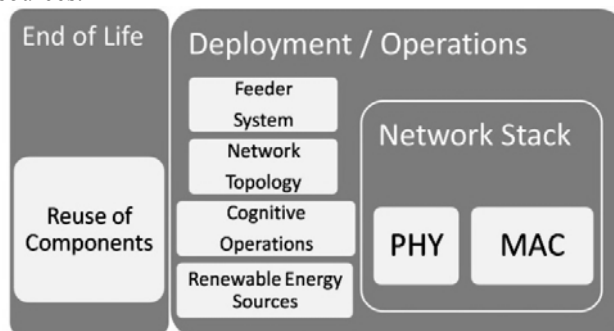 End of Life
Reuse of
Components
Deployment / Operations
Feeder
System
Network
Topology
Cognitive
Operations
Renewable Energy
Sources
Network Stack
PHY
MAC